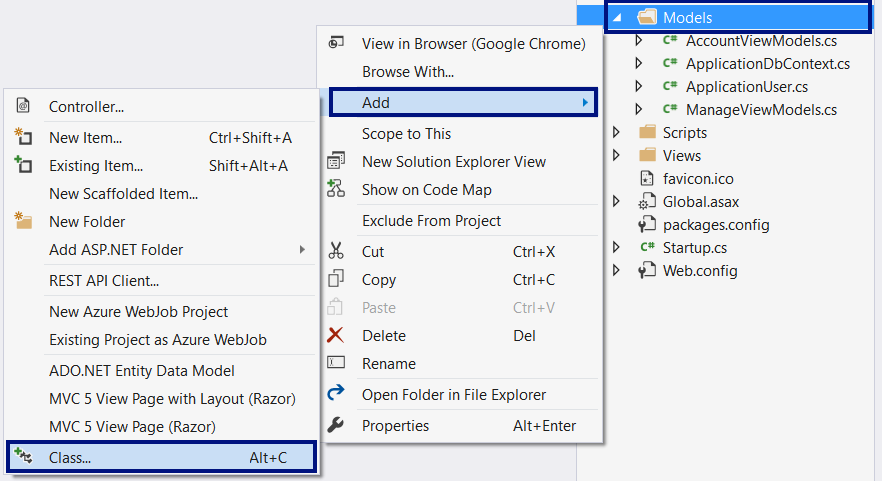 Controller...
New Item... Ctrl+Shift+A
Existing Item... Shift+Alt+A
New Scaffolded Item...
New Folder
Add ASP.NET Folder
REST API Client...
New Azure WebJob Project
Existing Project as Azure WebJob
ADO.NET Entity Data Model
MVC 5 View Page with Layout (Razor)
MVC 5 View Page (Razor)
Class... Alt+C
View in Browser (Google Chrome)
Browse With...
Add
Scope to This
New Solution Explorer View
Show on Code Map
Exclude From Project
Cut Ctrl+X
Copy Ctrl+C
Paste Ctrl+V
Delete Del
Rename
Open Folder in File Explorer
Properties Alt+Enter
Models
C# AccountViewModels.cs
C# ApplicationDbContext.cs
C# ApplicationUser.cs
C# ManageViewModels.cs
Scripts
Views
favicon.ico
Global.asax
packages.config
C# Startup.cs
Web.config